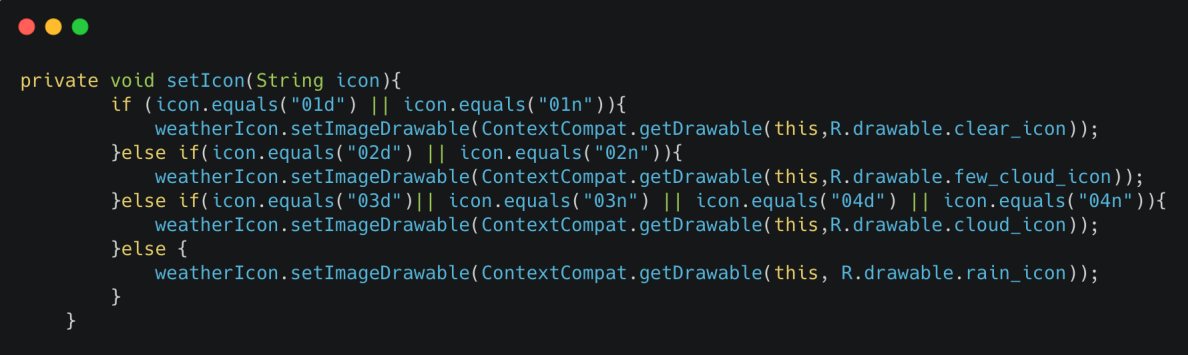 private void setIcon(String icon){
        if (icon.equals("01d") || icon.equals("01n")){
            weatherIcon.setImageDrawable(ContextCompat.getDrawable(this,R.drawable.clear_icon));
        }else if(icon.equals("02d") || icon.equals("02n")){
            weatherIcon.setImageDrawable(ContextCompat.getDrawable(this,R.drawable.few_cloud_icon));
        }else if(icon.equals("03d")|| icon.equals("03n") || icon.equals("04d") || icon.equals("04n")){
            weatherIcon.setImageDrawable(ContextCompat.getDrawable(this,R.drawable.cloud_icon));
        }else {
            weatherIcon.setImageDrawable(ContextCompat.getDrawable(this, R.drawable.rain_icon));
        }
    }